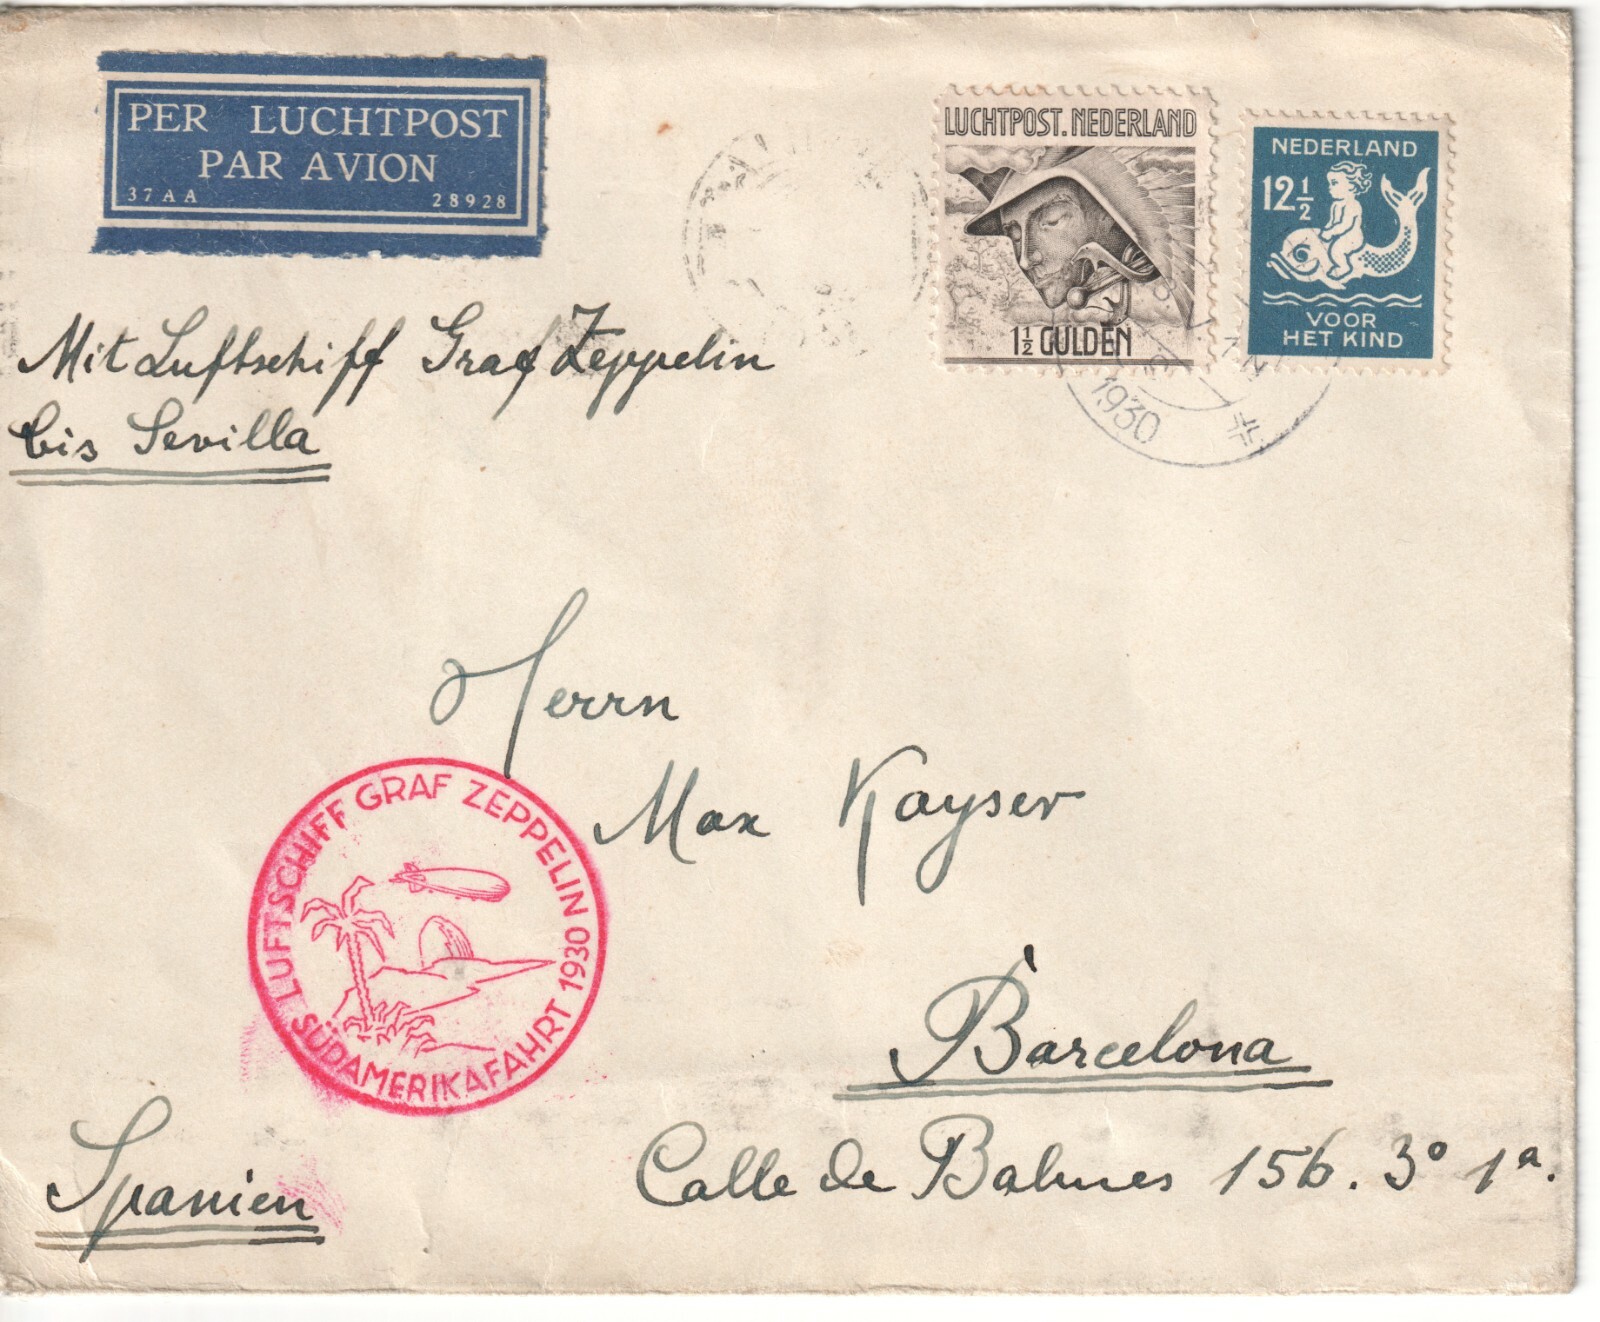 PER LUCHTPOST
PAR AVION
37AA 28928
LUCHTPOST. NEDERLAND
1½ GULDEN
NEDERLAND
12½
VOOR
HET KIND
1930
Mit Luftschiff Graf Zeppelin
bis Sevilla
Herrn
Max Kayser
LUFTSCHIFF GRAF ZEPPELIN 1930
SÜDAMERIKAFAHRT
Barcelona
Calle de Balmes 156. 3º 1ª.
Spanien